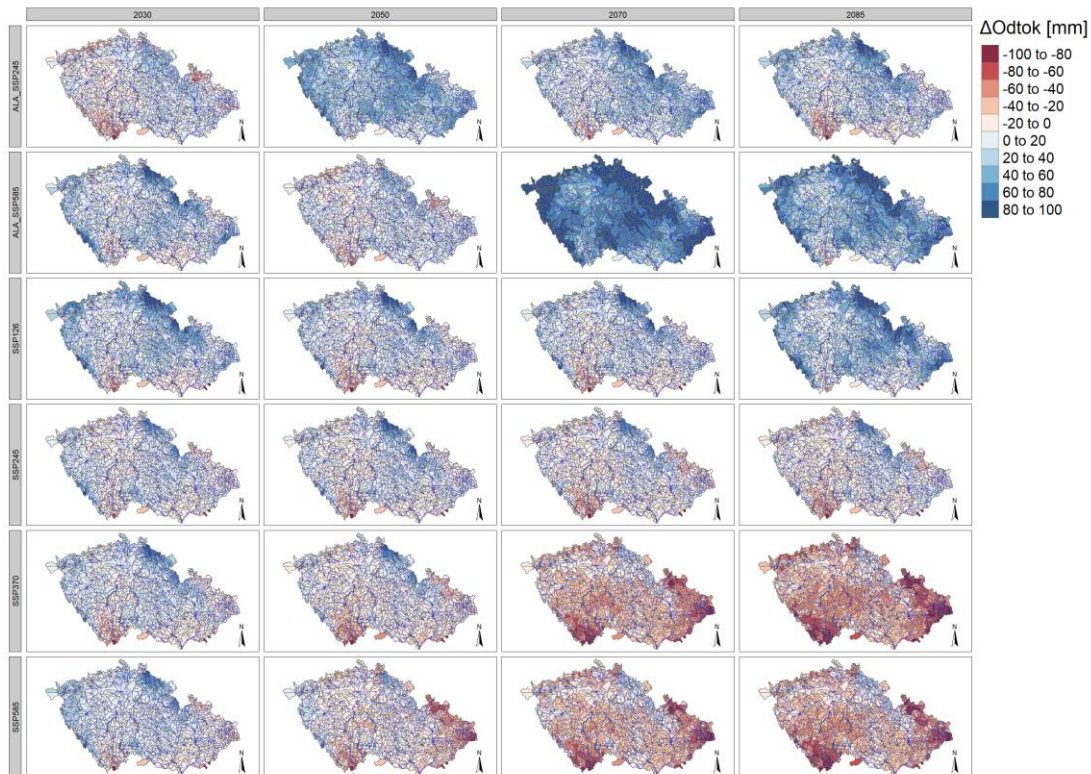 2030 2050 2070 2085
ΔOdtok [mm]
-100 to -80
-80 to -60
-60 to -40
-40 to -20
-20 to 0
0 to 20
20 to 40
40 to 60
60 to 80
80 to 100
ALA_SSP245
N N N N
ALA_SSP585
N N N N
SSP126
N N N N
SSP245
N N N N
SSP370
N N N N
SSP585
N N N N